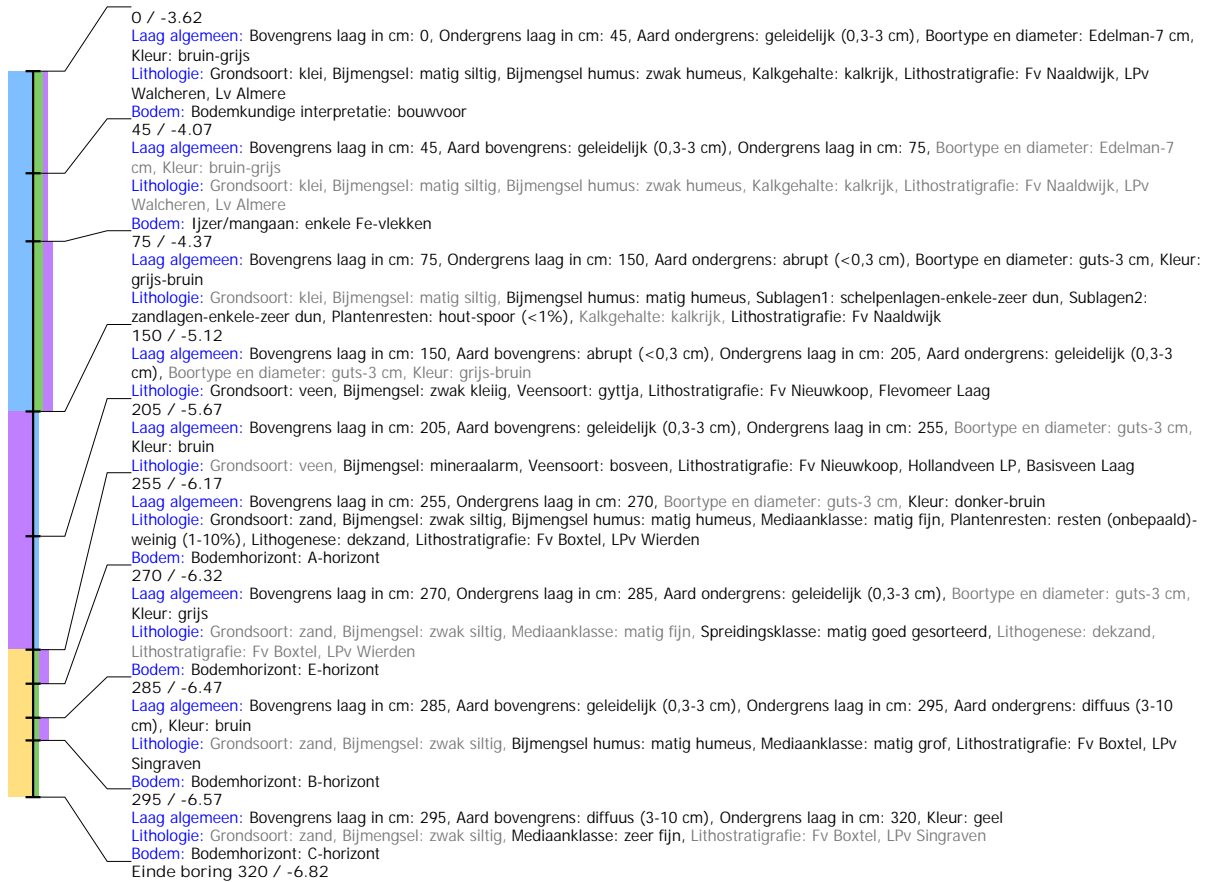 0 / -3.62
Laag algemeen: Bovengrens laag in cm: 0, Ondergrens laag in cm: 45, Aard ondergrens: geleidelijk (0,3-3 cm), Boortype en diameter: Edelman-7 cm,
Kleur: bruin-grijs
Lithologie: Grondsoort: klei, Bijmengsel: matig siltig, Bijmengsel humus: zwak humeus, Kalkgehalte: kalkrijk, Lithostratigrafie: Fv Naaldwijk, LPv
Walcheren, Lv Almere
Bodem: Bodemkundige interpretatie: bouwvoor
45 / -4.07
Laag algemeen: Bovengrens laag in cm: 45, Aard bovengrens: geleidelijk (0,3-3 cm), Ondergrens laag in cm: 75, Boortype en diameter: Edelman-7
cm, Kleur: bruin-grijs
Lithologie: Grondsoort: klei, Bijmengsel: matig siltig, Bijmengsel humus: zwak humeus, Kalkgehalte: kalkrijk, Lithostratigrafie: Fv Naaldwijk, LPv
Walcheren, Lv Almere
Bodem: Ijzer/mangaan: enkele Fe-vlekken
75 / -4.37
Laag algemeen: Bovengrens laag in cm: 75, Ondergrens laag in cm: 150, Aard ondergrens: abrupt (<0,3 cm), Boortype en diameter: guts-3 cm, Kleur:
grijs-bruin
Lithologie: Grondsoort: klei, Bijmengsel: matig siltig, Bijmengsel humus: matig humeus, Sublagen1: schelpenlagen-enkele-zeer dun, Sublagen2:
zandlagen-enkele-zeer dun, Plantenresten: hout-spoor (<1%), Kalkgehalte: kalkrijk, Lithostratigrafie: Fv Naaldwijk
150 / -5.12
Laag algemeen: Bovengrens laag in cm: 150, Aard bovengrens: abrupt (<0,3 cm), Ondergrens laag in cm: 205, Aard ondergrens: geleidelijk (0,3-3
cm), Boortype en diameter: guts-3 cm, Kleur: grijs-bruin
Lithologie: Grondsoort: veen, Bijmengsel: zwak kleiig, Veensoort: gyttja, Lithostratigrafie: Fv Nieuwkoop, Flevomeer Laag
205 / -5.67
Laag algemeen: Bovengrens laag in cm: 205, Aard bovengrens: geleidelijk (0,3-3 cm), Ondergrens laag in cm: 255, Boortype en diameter: guts-3 cm,
Kleur: bruin
Lithologie: Grondsoort: veen, Bijmengsel: mineraalarm, Veensoort: bosveen, Lithostratigrafie: Fv Nieuwkoop, Hollandveen LP, Basisveen Laag
255 / -6.17
Laag algemeen: Bovengrens laag in cm: 255, Ondergrens laag in cm: 270, Boortype en diameter: guts-3 cm, Kleur: donker-bruin
Lithologie: Grondsoort: zand, Bijmengsel: zwak siltig, Bijmengsel humus: matig humeus, Mediaanklasse: matig fijn, Plantenresten: resten (onbepaald)-
weinig (1-10%), Lithogenese: dekzand, Lithostratigrafie: Fv Boxtel, LPv Wierden
Bodem: Bodemhorizont: A-horizont
270 / -6.32
Laag algemeen: Bovengrens laag in cm: 270, Ondergrens laag in cm: 285, Aard ondergrens: geleidelijk (0,3-3 cm), Boortype en diameter: guts-3 cm,
Kleur: grijs
Lithologie: Grondsoort: zand, Bijmengsel: zwak siltig, Mediaanklasse: matig fijn, Spreidingsklasse: matig goed gesorteerd, Lithogenese: dekzand,
Lithostratigrafie: Fv Boxtel, LPv Wierden
Bodem: Bodemhorizont: E-horizont
285 / -6.47
Laag algemeen: Bovengrens laag in cm: 285, Aard bovengrens: geleidelijk (0,3-3 cm), Ondergrens laag in cm: 295, Aard ondergrens: diffuus (3-10
cm), Kleur: bruin
Lithologie: Grondsoort: zand, Bijmengsel: zwak siltig, Bijmengsel humus: matig humeus, Mediaanklasse: matig grof, Lithostratigrafie: Fv Boxtel, LPv
Singraven
Bodem: Bodemhorizont: B-horizont
295 / -6.57
Laag algemeen: Bovengrens laag in cm: 295, Aard bovengrens: diffuus (3-10 cm), Ondergrens laag in cm: 320, Kleur: geel
Lithologie: Grondsoort: zand, Bijmengsel: zwak siltig, Mediaanklasse: zeer fijn, Lithostratigrafie: Fv Boxtel, LPv Singraven
Bodem: Bodemhorizont: C-horizont
Einde boring 320 / -6.82